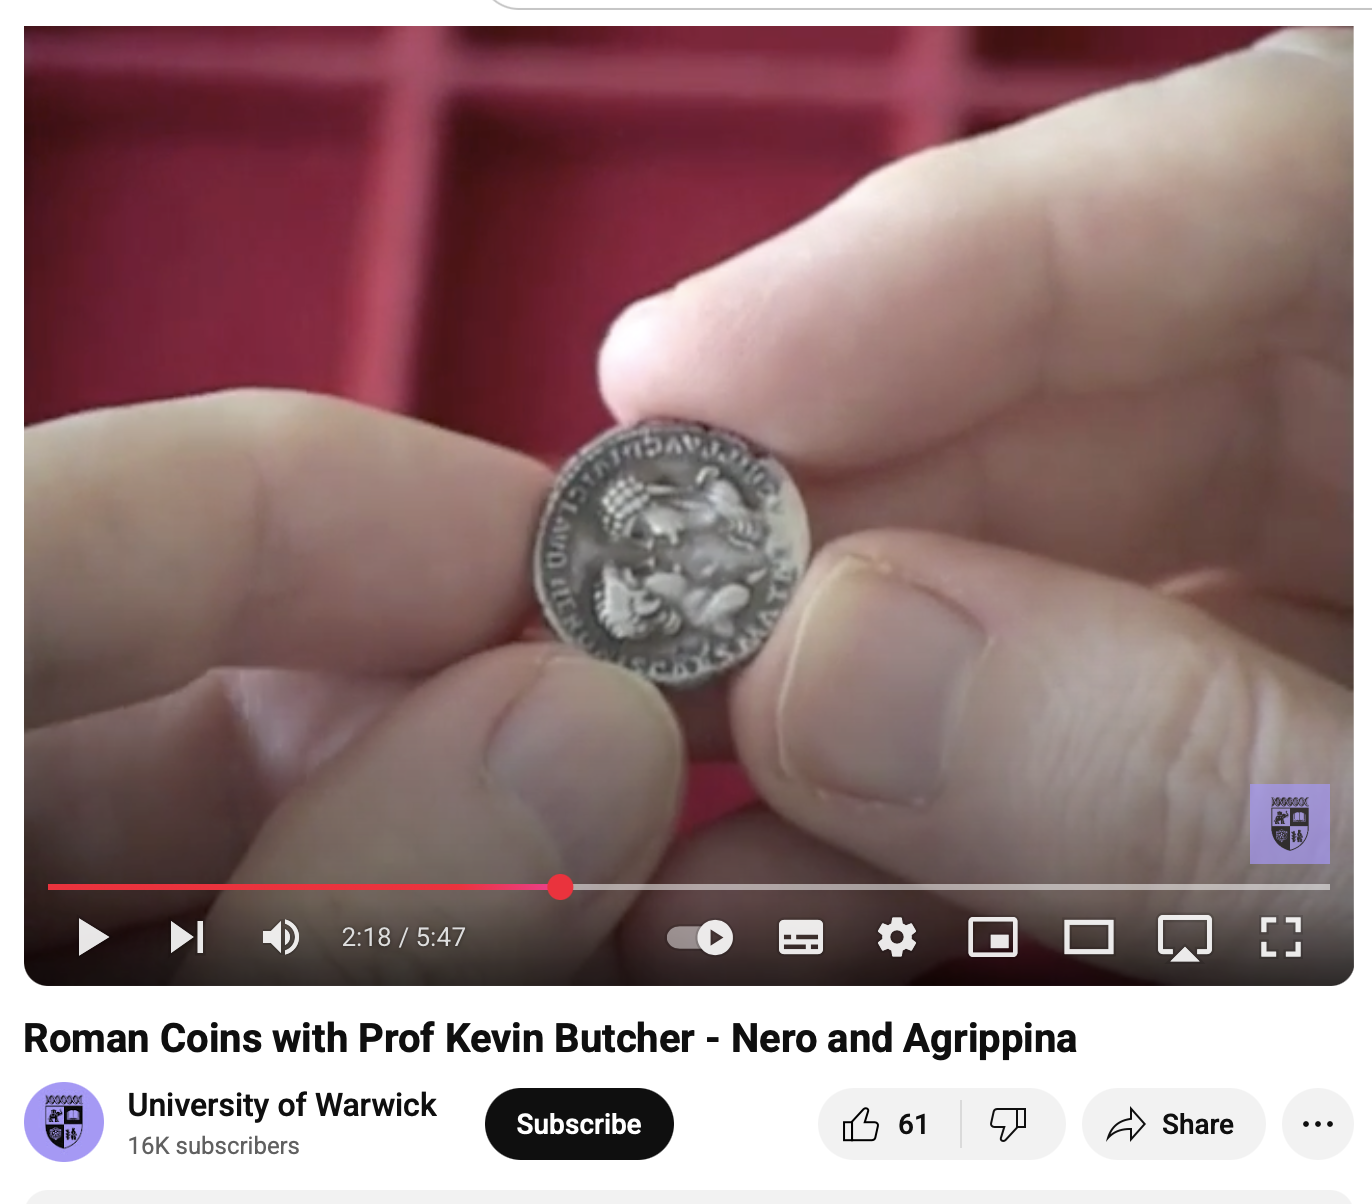 2:18 / 5:47
Roman Coins with Prof Kevin Butcher - Nero and Agrippina
University of Warwick
16K subscribers
Subscribe
61
Share